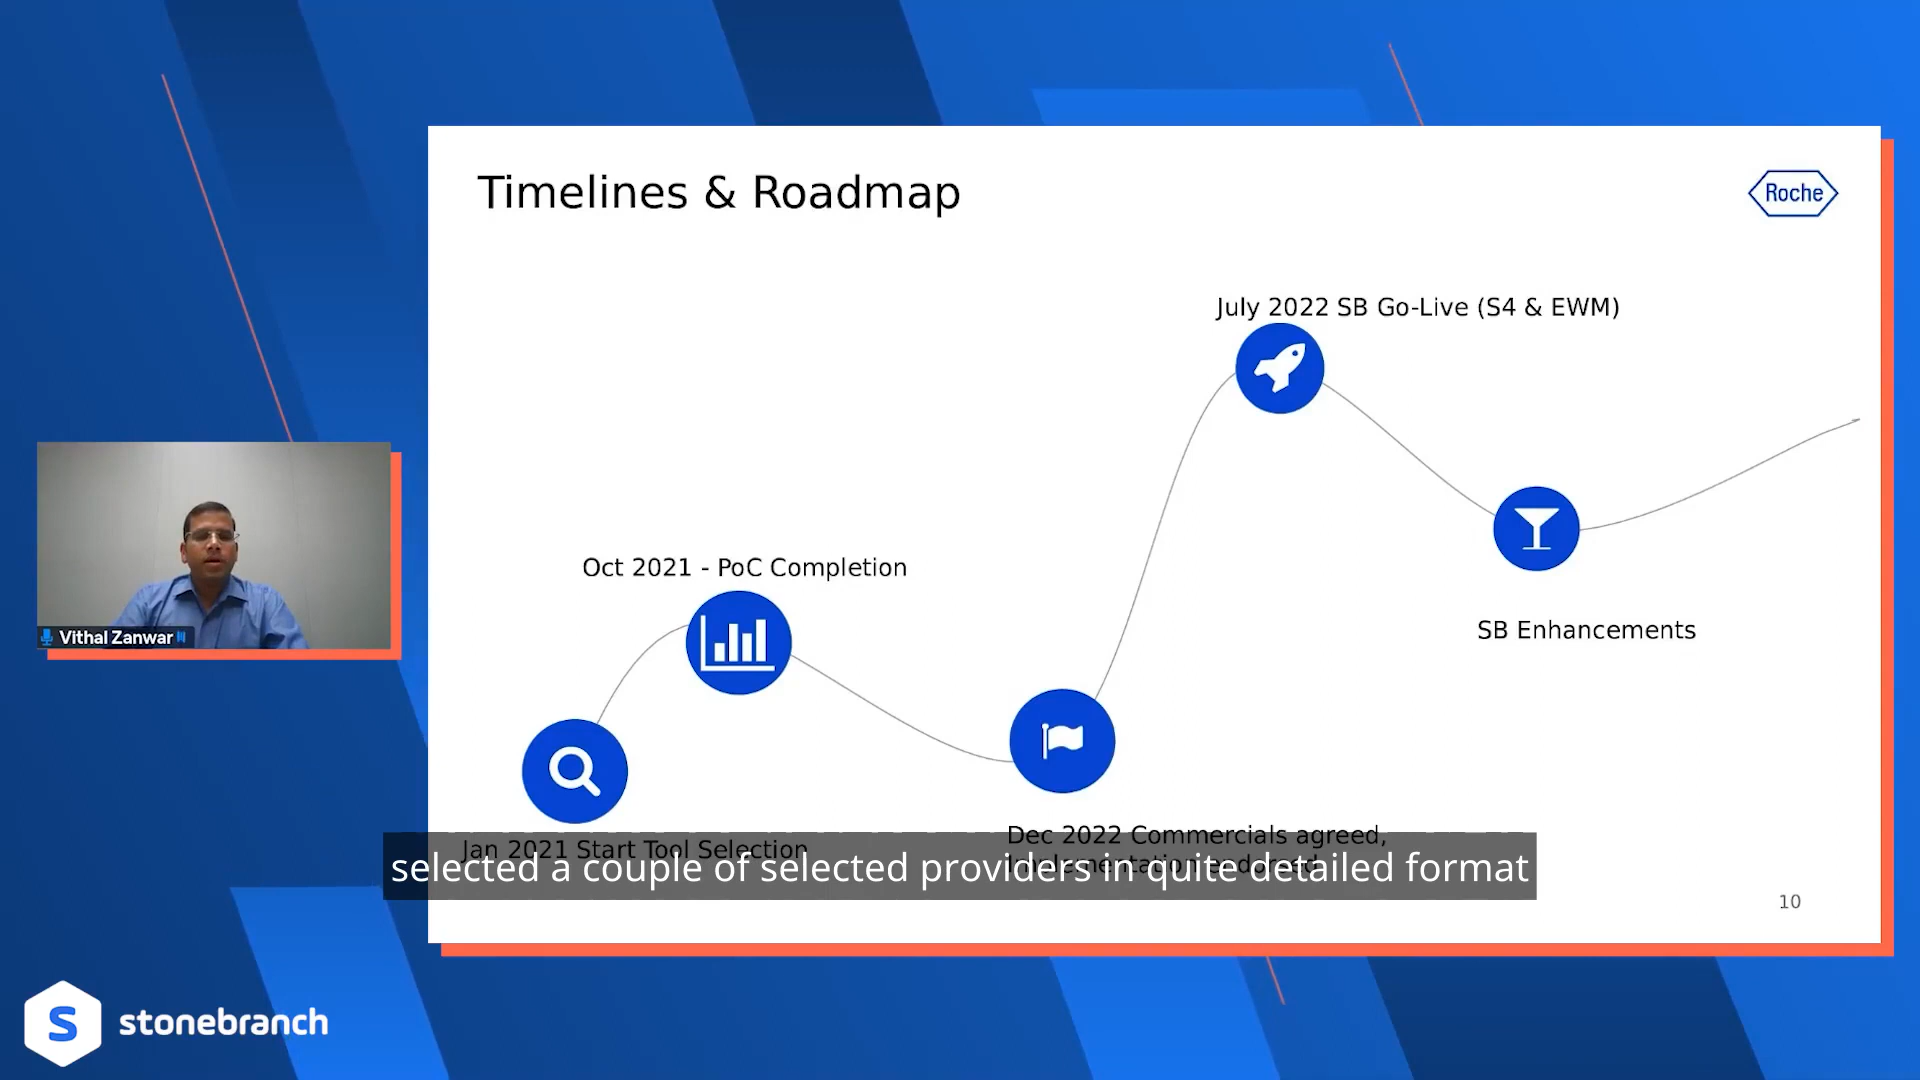 Timelines & Roadmap
Roche
July 2022 SB Go-Live (S4 & EWM)
Oct 2021 - PoC Completion
SB Enhancements
Vithal Zanwar
Jan 2021 Start Tool Selection
Dec 2022 Commercials agreed,
Implementation endorsed
selected a couple of selected providers in quite detailed format
10
S stonebranch